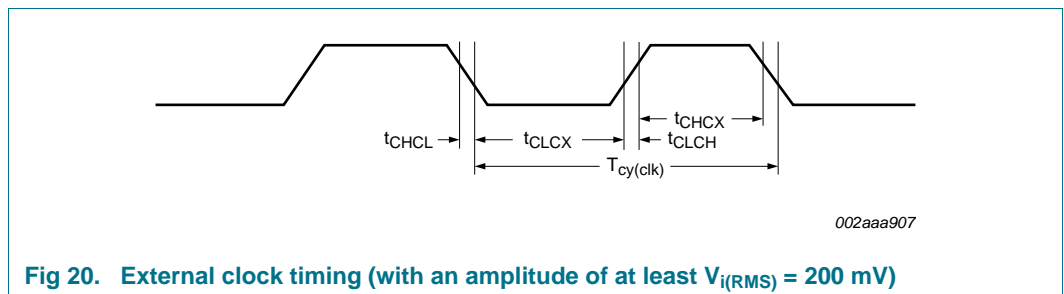 tCHCX
tCHCL tCLCX tCLCH
Tcy(clk)
002aaa907
Fig 20. External clock timing (with an amplitude of at least Vi(RMS) = 200 mV)